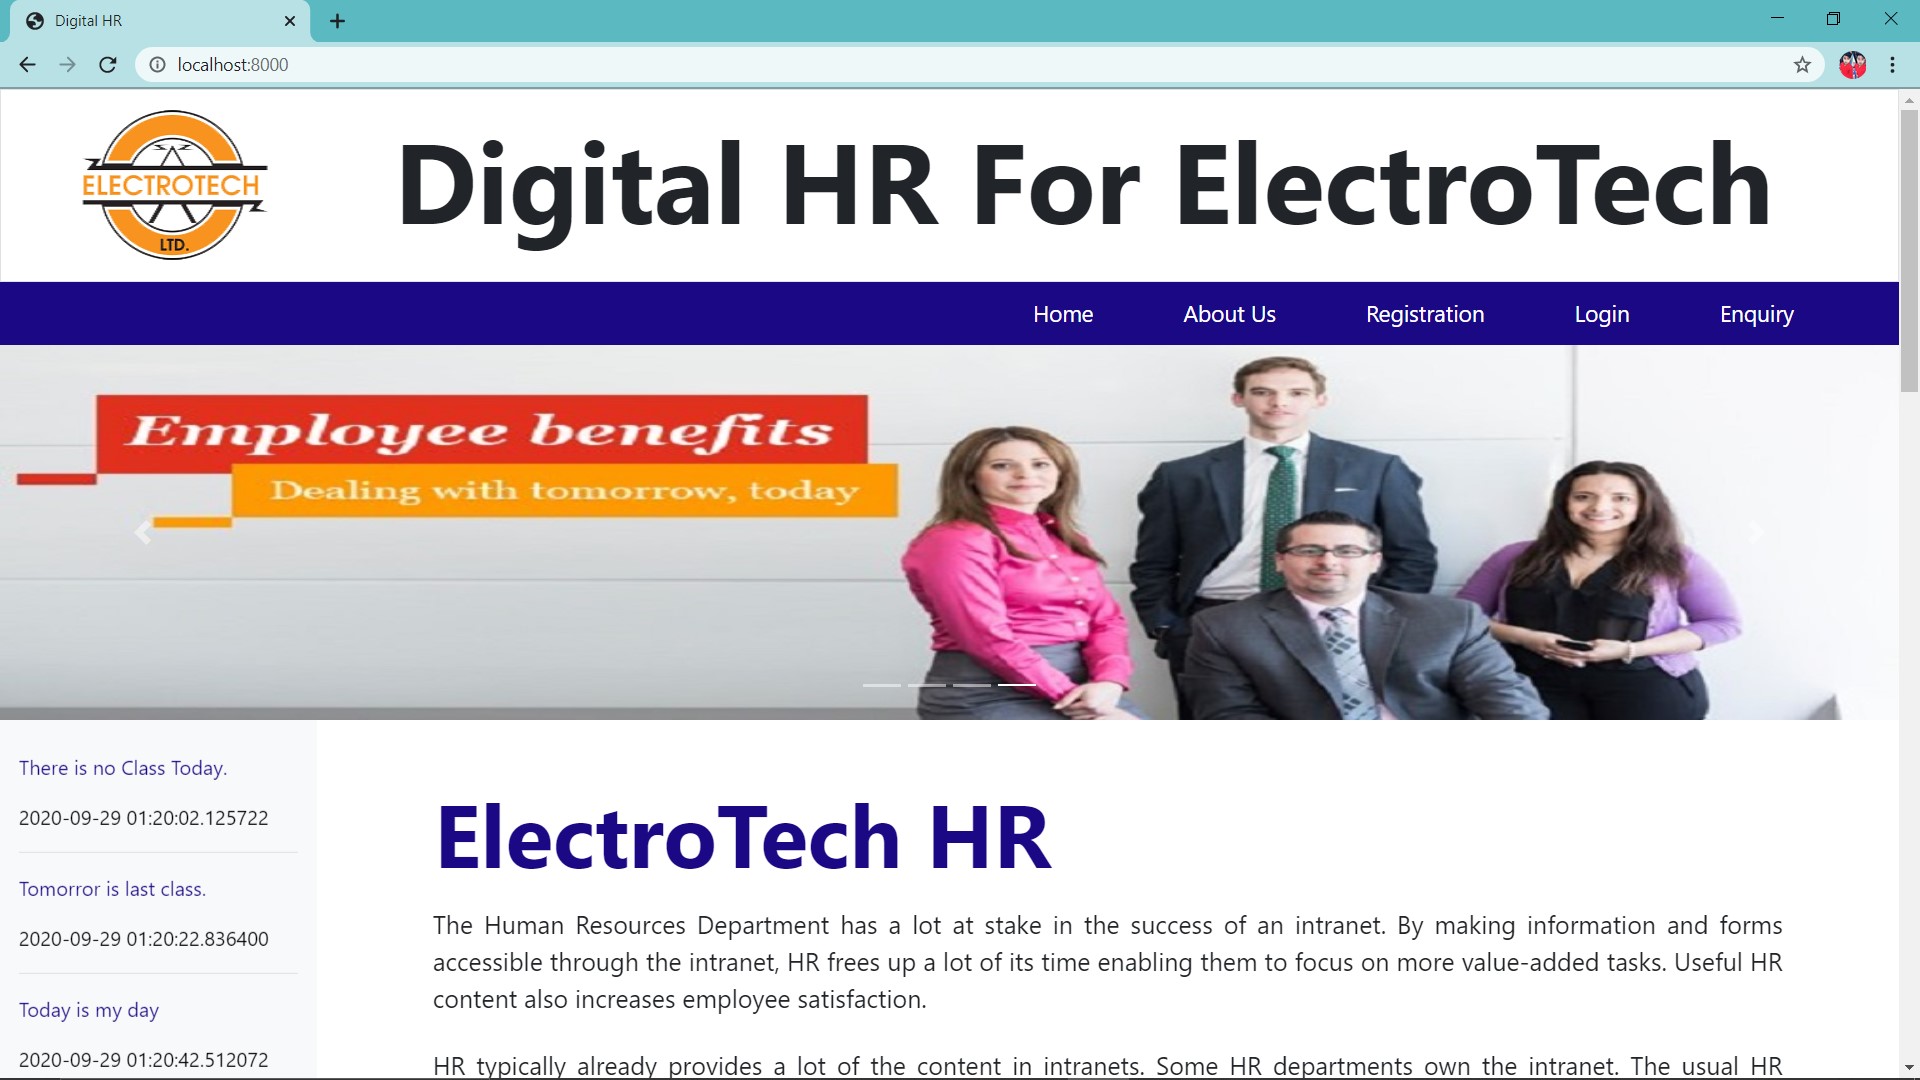 Digital HR
localhost:8000
ELECTROTECH
LTD.
Digital HR For ElectroTech
Home About Us Registration Login Enquiry
Employee benefits
Dealing with tomorrow, today
There is no Class Today.
2020-09-29 01:20:02.125722
Tomorror is last class.
2020-09-29 01:20:22.836400
Today is my day
2020-09-29 01:20:42.512072
ElectroTech HR
The Human Resources Department has a lot at stake in the success of an intranet. By making information and forms
accessible through the intranet, HR frees up a lot of its time enabling them to focus on more value-added tasks. Useful HR
content also increases employee satisfaction.
HR typically already provides a lot of the content in intranets. Some HR departments own the intranet. The usual HR